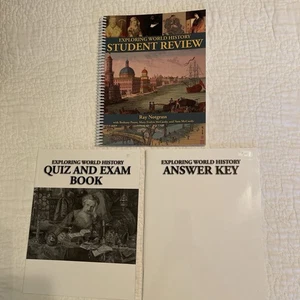 EXPLORING WORLD HISTORY
STUDENT REVIEW
Ray Notgrass
EXPLORING WORLD HISTORY
QUIZ AND EXAM
BOOK
EXPLORING WORLD HISTORY
ANSWER KEY